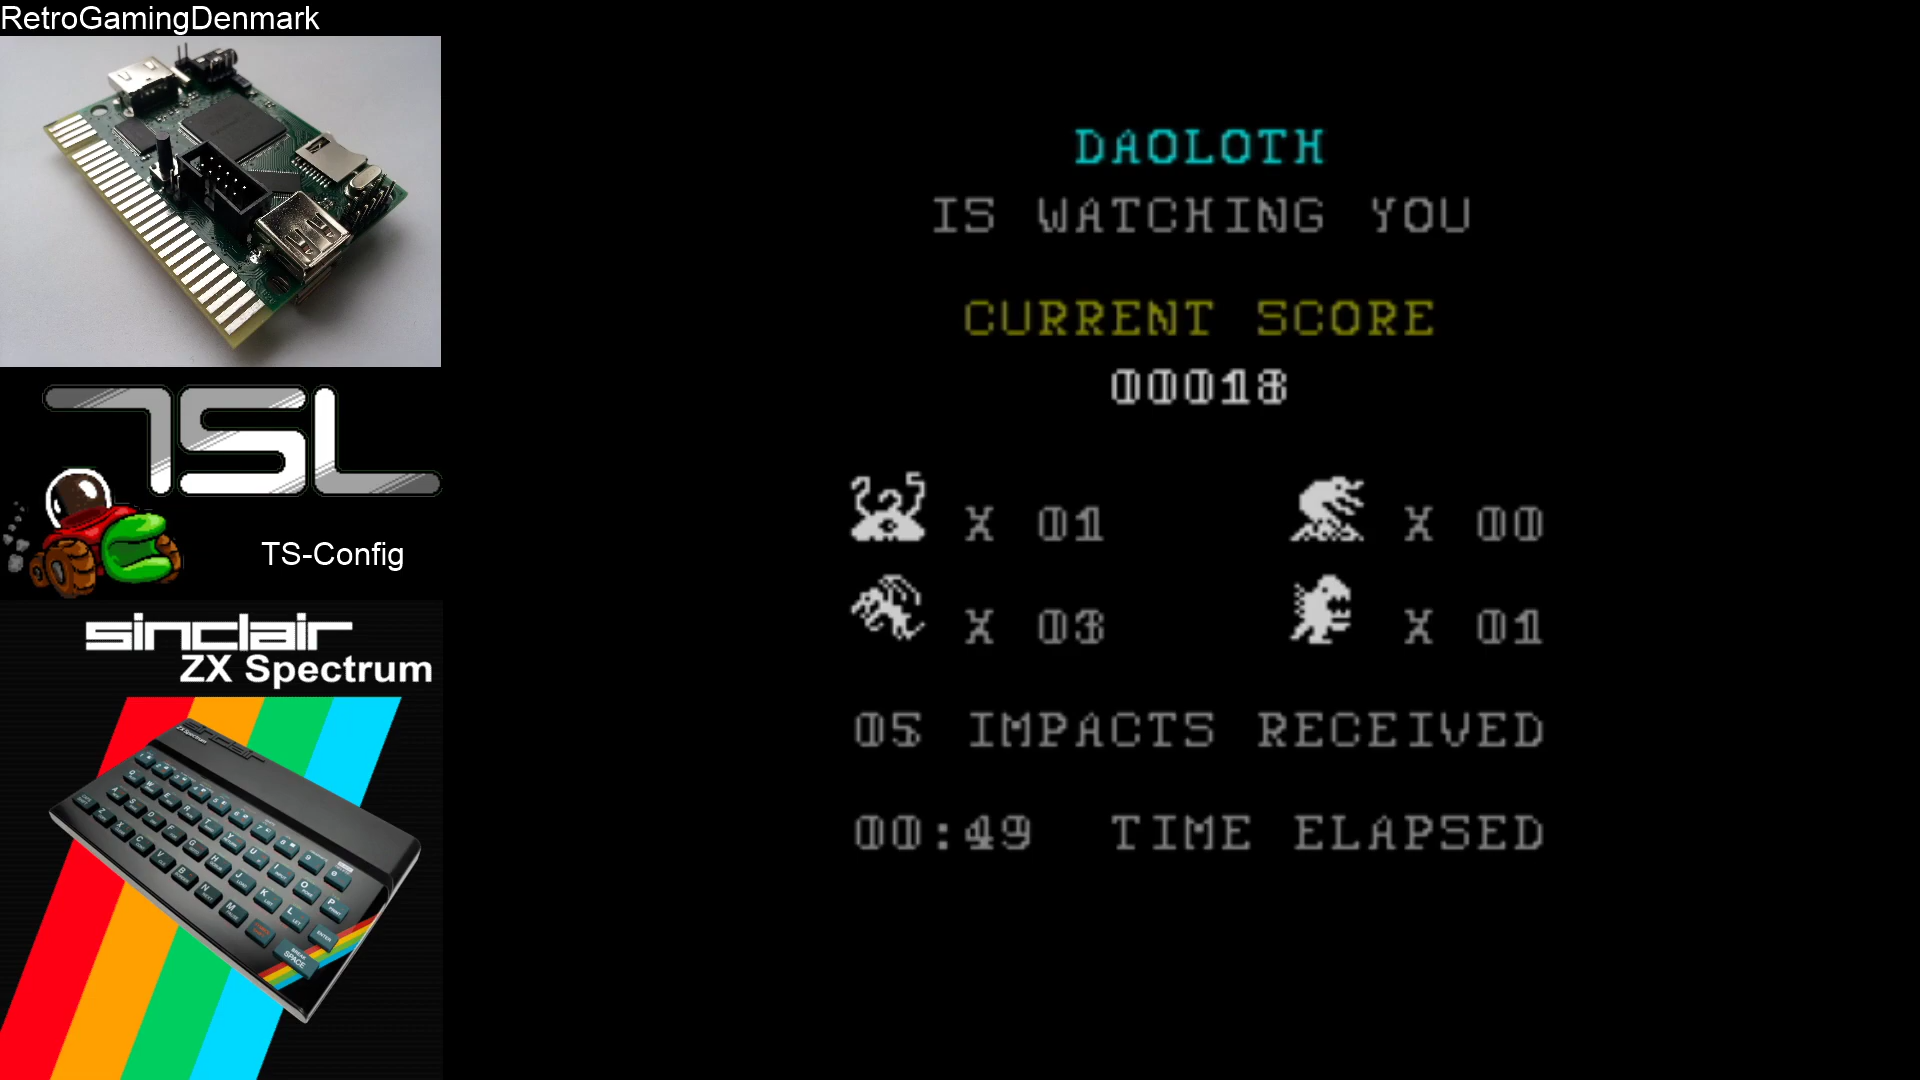 RetroGamingDenmark
TSL
TS-Config
sinclair
ZX Spectrum
DAOLOTH
IS WATCHING YOU
CURRENT SCORE
00018
X 01
X 00
X 03
X 01
05 IMPACTS RECEIVED
00:49 TIME ELAPSED